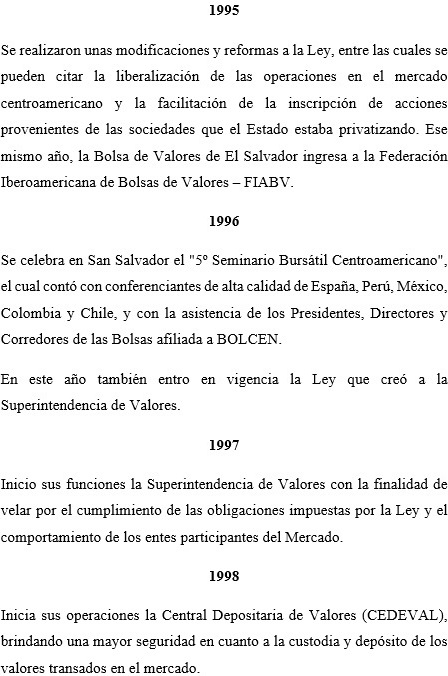 1995
Se realizaron unas modificaciones y reformas a la Ley, entre las cuales se
pueden citar la liberalización de las operaciones en el mercado
centroamericano y la facilitación de la inscripción de acciones
provenientes de las sociedades que el Estado estaba privatizando. Ese
mismo año, la Bolsa de Valores de El Salvador ingresa a la Federación
Iberoamericana de Bolsas de Valores – FIABV.
1996
Se celebra en San Salvador el "5º Seminario Bursátil Centroamericano",
el cual contó con conferenciantes de alta calidad de España, Perú, México,
Colombia y Chile, y con la asistencia de los Presidentes, Directores y
Corredores de las Bolsas afiliada a BOLCEN.
En este año también entro en vigencia la Ley que creó a la
Superintendencia de Valores.
1997
Inicio sus funciones la Superintendencia de Valores con la finalidad de
velar por el cumplimiento de las obligaciones impuestas por la Ley y el
comportamiento de los entes participantes del Mercado.
1998
Inicia sus operaciones la Central Depositaria de Valores (CEDEVAL),
brindando una mayor seguridad en cuanto a la custodia y depósito de los
valores transados en el mercado.